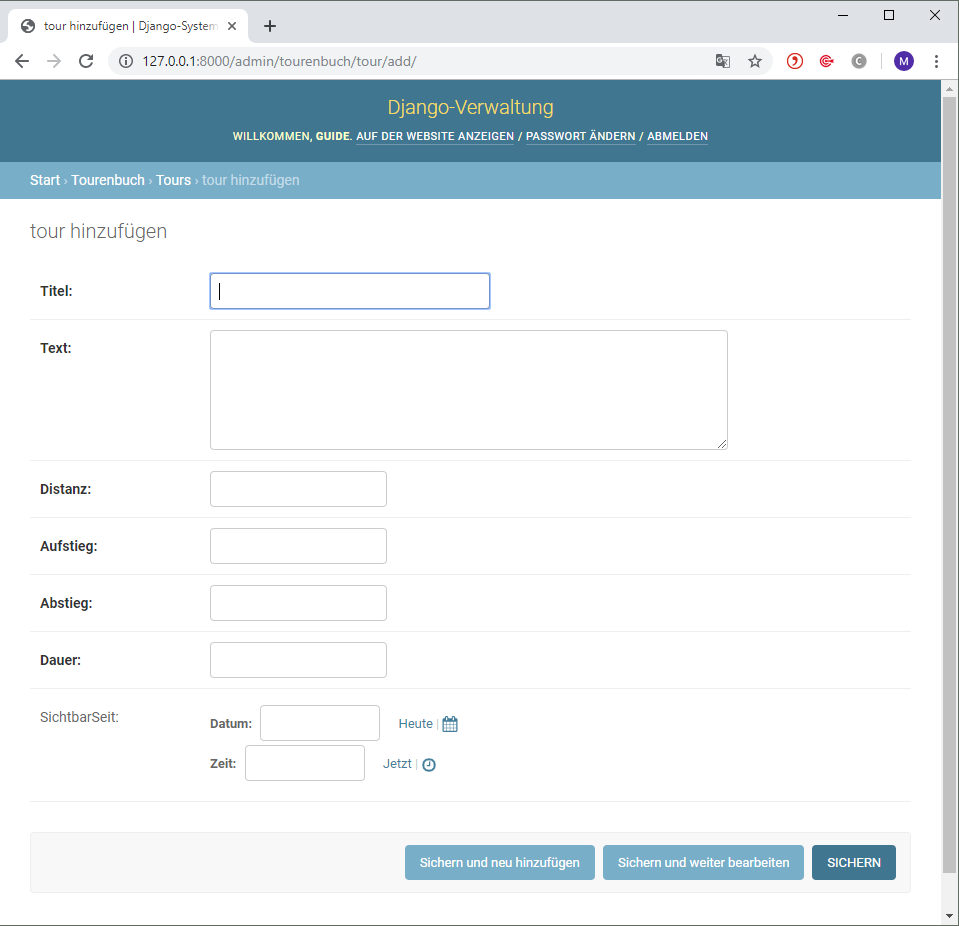 tour hinzufügen | Django-System
127.0.0.1:8000/admin/tourenbuch/tour/add/
C
M
Django-Verwaltung
WILLKOMMEN, GUIDE. AUF DER WEBSITE ANZEIGEN / PASSWORT ÄNDERN / ABMELDEN
Start › Tourenbuch › Tours › tour hinzufügen
tour hinzufügen
Titel:
Text:
Distanz:
Aufstieg:
Abstieg:
Dauer:
SichtbarSeit:
Datum: Heute |
Zeit: Jetzt |
Sichern und neu hinzufügen Sichern und weiter bearbeiten SICHERN